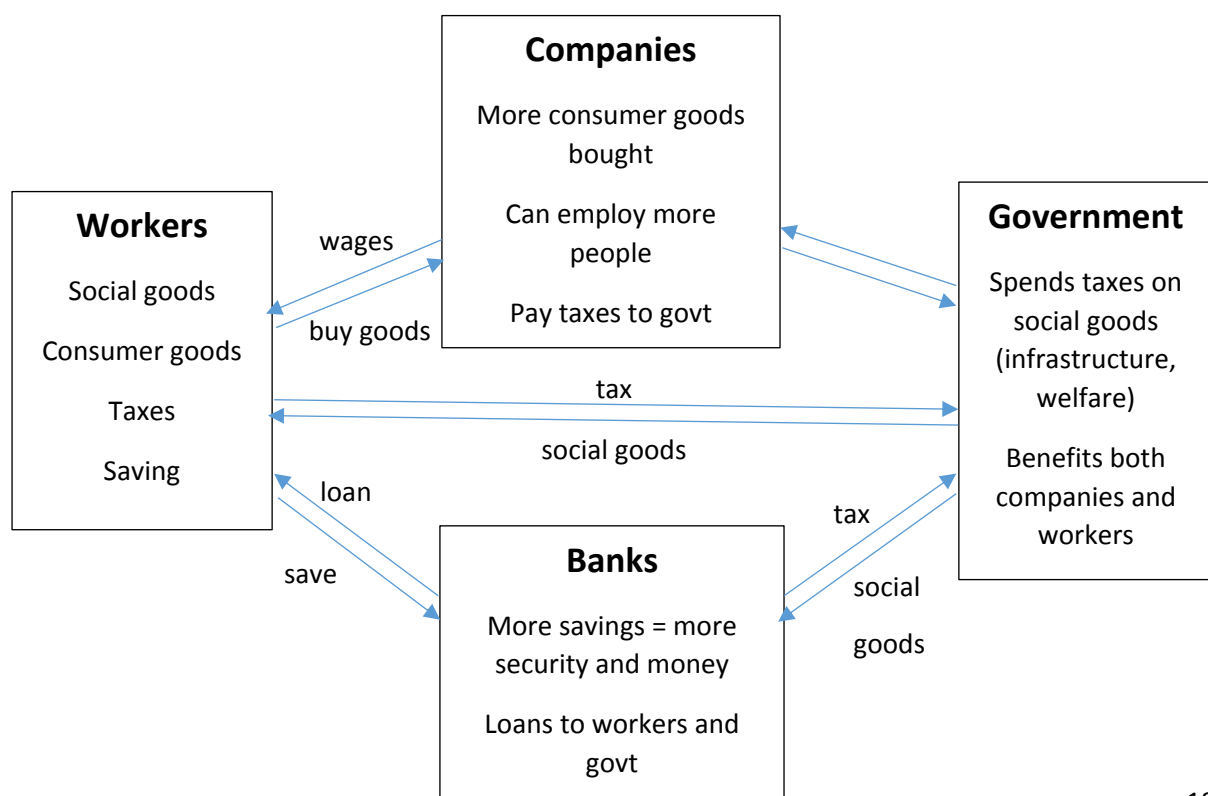 Companies
More consumer goods
bought
Can employ more
people
Pay taxes to govt
Workers
Social goods
Consumer goods
Taxes
Saving
wages
buy goods
Government
Spends taxes on
social goods
(infrastructure,
welfare)
Benefits both
companies and
workers
tax
social goods
loan
save
Banks
More savings = more
security and money
Loans to workers and
govt
tax
social
goods